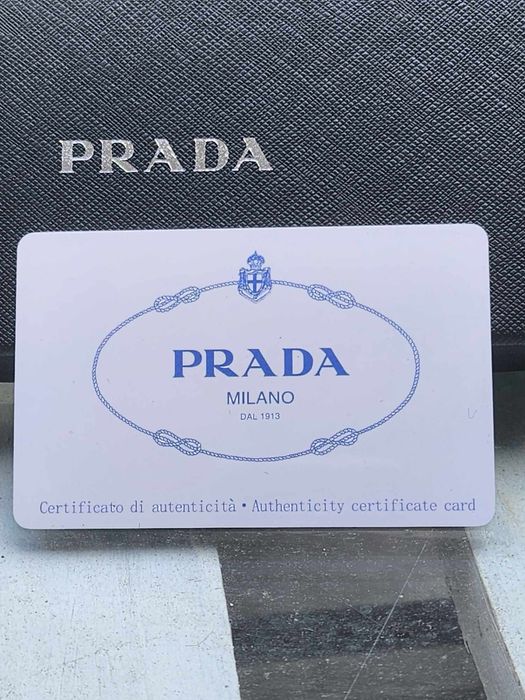 PRADA
PRADA
MILANO
DAL 1913
Certificato di autenticità • Authenticity certificate card